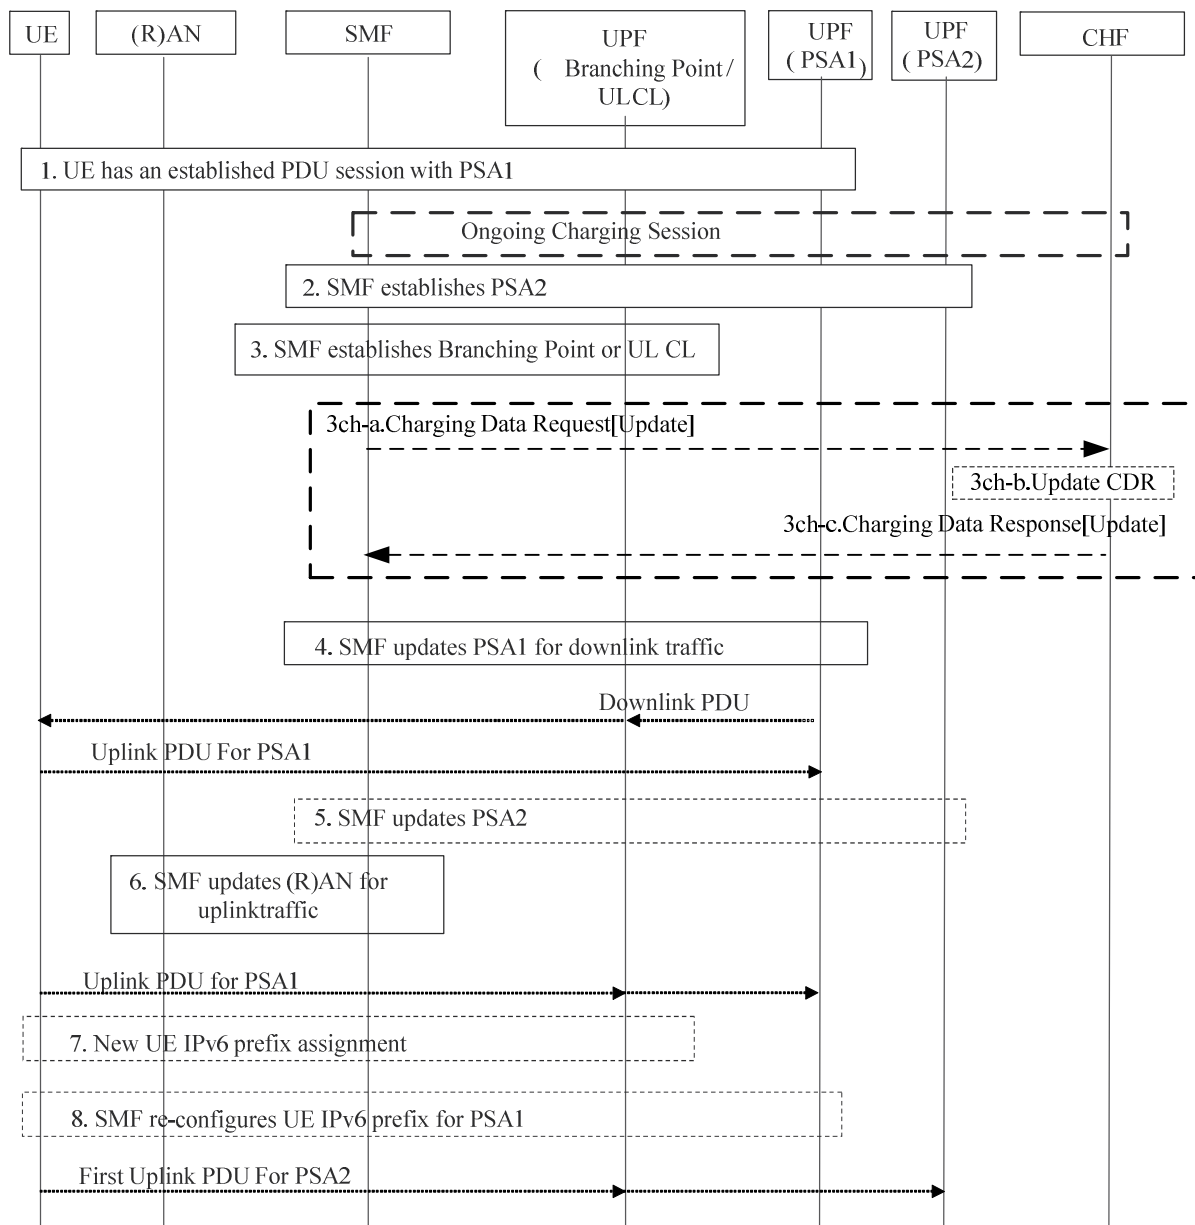 UE
(R)AN
SMF
UPF
( Branching Point /
ULCL)
UPF
( PSA1)
UPF
( PSA2)
CHF
1. UE has an established PDU session with PSA1
Ongoing Charging Session
2. SMF establishes PSA2
3. SMF establishes Branching Point or UL CL
3ch-a.Charging Data Request[Update]
3ch-b.Update CDR
3ch-c.Charging Data Response[Update]
4. SMF updates PSA1 for downlink traffic
Downlink PDU
Uplink PDU For PSA1
5. SMF updates PSA2
6. SMF updates (R)AN for
uplinktraffic
Uplink PDU for PSA1
7. New UE IPv6 prefix assignment
8. SMF re-configures UE IPv6 prefix for PSA1
First Uplink PDU For PSA2